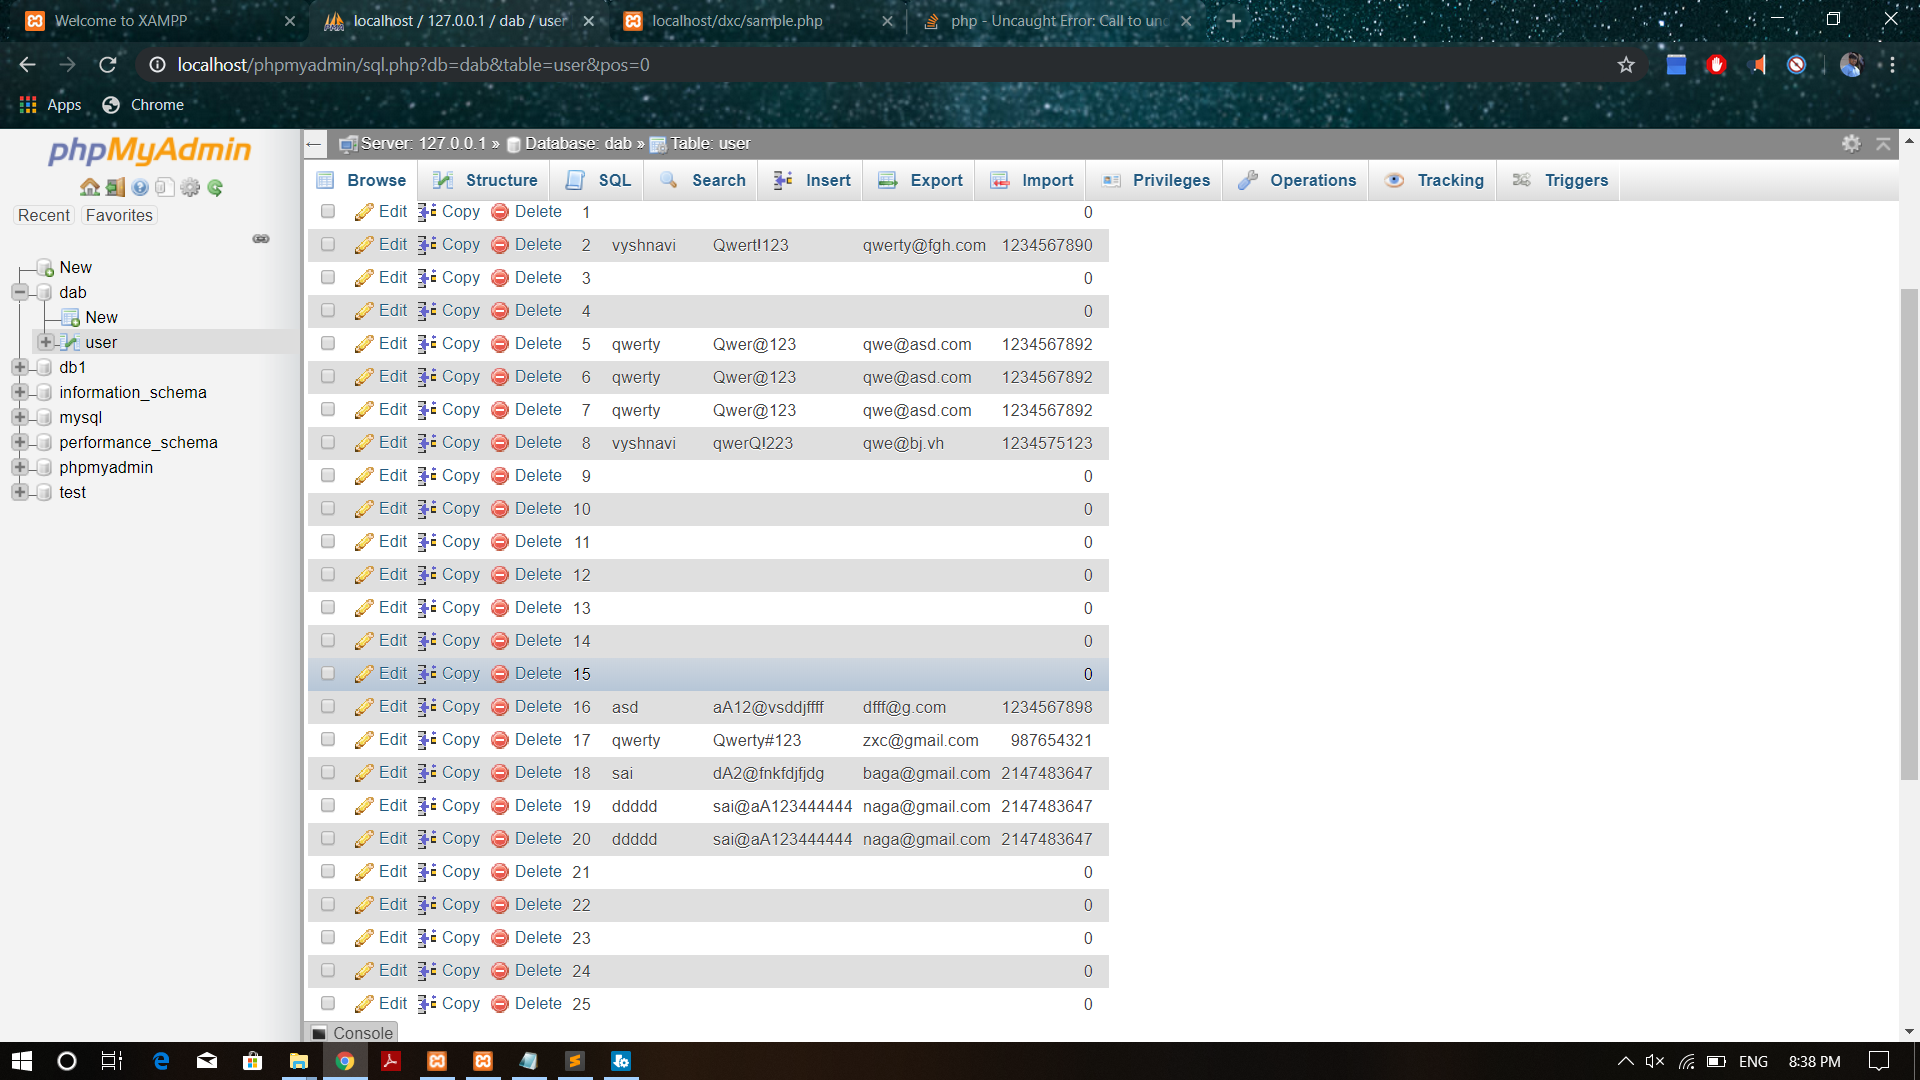 Welcome to XAMPP
localhost / 127.0.0.1 / dab / user
localhost/dxc/sample.php
php - Uncaught Error: Call to und
localhost/phpmyadmin/sql.php?db=dab&table=user&pos=0
Apps Chrome
phpMyAdmin
Recent Favorites
New
dab
New
user
db1
information_schema
mysql
performance_schema
phpmyadmin
test
Server: 127.0.0.1 » Database: dab » Table: user
Browse Structure SQL Search Insert Export Import Privileges Operations Tracking Triggers
Edit Copy Delete 1 0
Edit Copy Delete 2 vyshnavi Qwert!123 qwerty@fgh.com 1234567890
Edit Copy Delete 3 0
Edit Copy Delete 4 0
Edit Copy Delete 5 qwerty Qwer@123 qwe@asd.com 1234567892
Edit Copy Delete 6 qwerty Qwer@123 qwe@asd.com 1234567892
Edit Copy Delete 7 qwerty Qwer@123 qwe@asd.com 1234567892
Edit Copy Delete 8 vyshnavi qwerQ!223 qwe@bj.vh 1234575123
Edit Copy Delete 9 0
Edit Copy Delete 10 0
Edit Copy Delete 11 0
Edit Copy Delete 12 0
Edit Copy Delete 13 0
Edit Copy Delete 14 0
Edit Copy Delete 15 0
Edit Copy Delete 16 asd aA12@vsddjffff dfff@g.com 1234567898
Edit Copy Delete 17 qwerty Qwerty#123 zxc@gmail.com 987654321
Edit Copy Delete 18 sai dA2@fnkfdjfjdg baga@gmail.com 2147483647
Edit Copy Delete 19 ddddd sai@aA123444444 naga@gmail.com 2147483647
Edit Copy Delete 20 ddddd sai@aA123444444 naga@gmail.com 2147483647
Edit Copy Delete 21 0
Edit Copy Delete 22 0
Edit Copy Delete 23 0
Edit Copy Delete 24 0
Edit Copy Delete 25 0
Console
ENG 8:38 PM